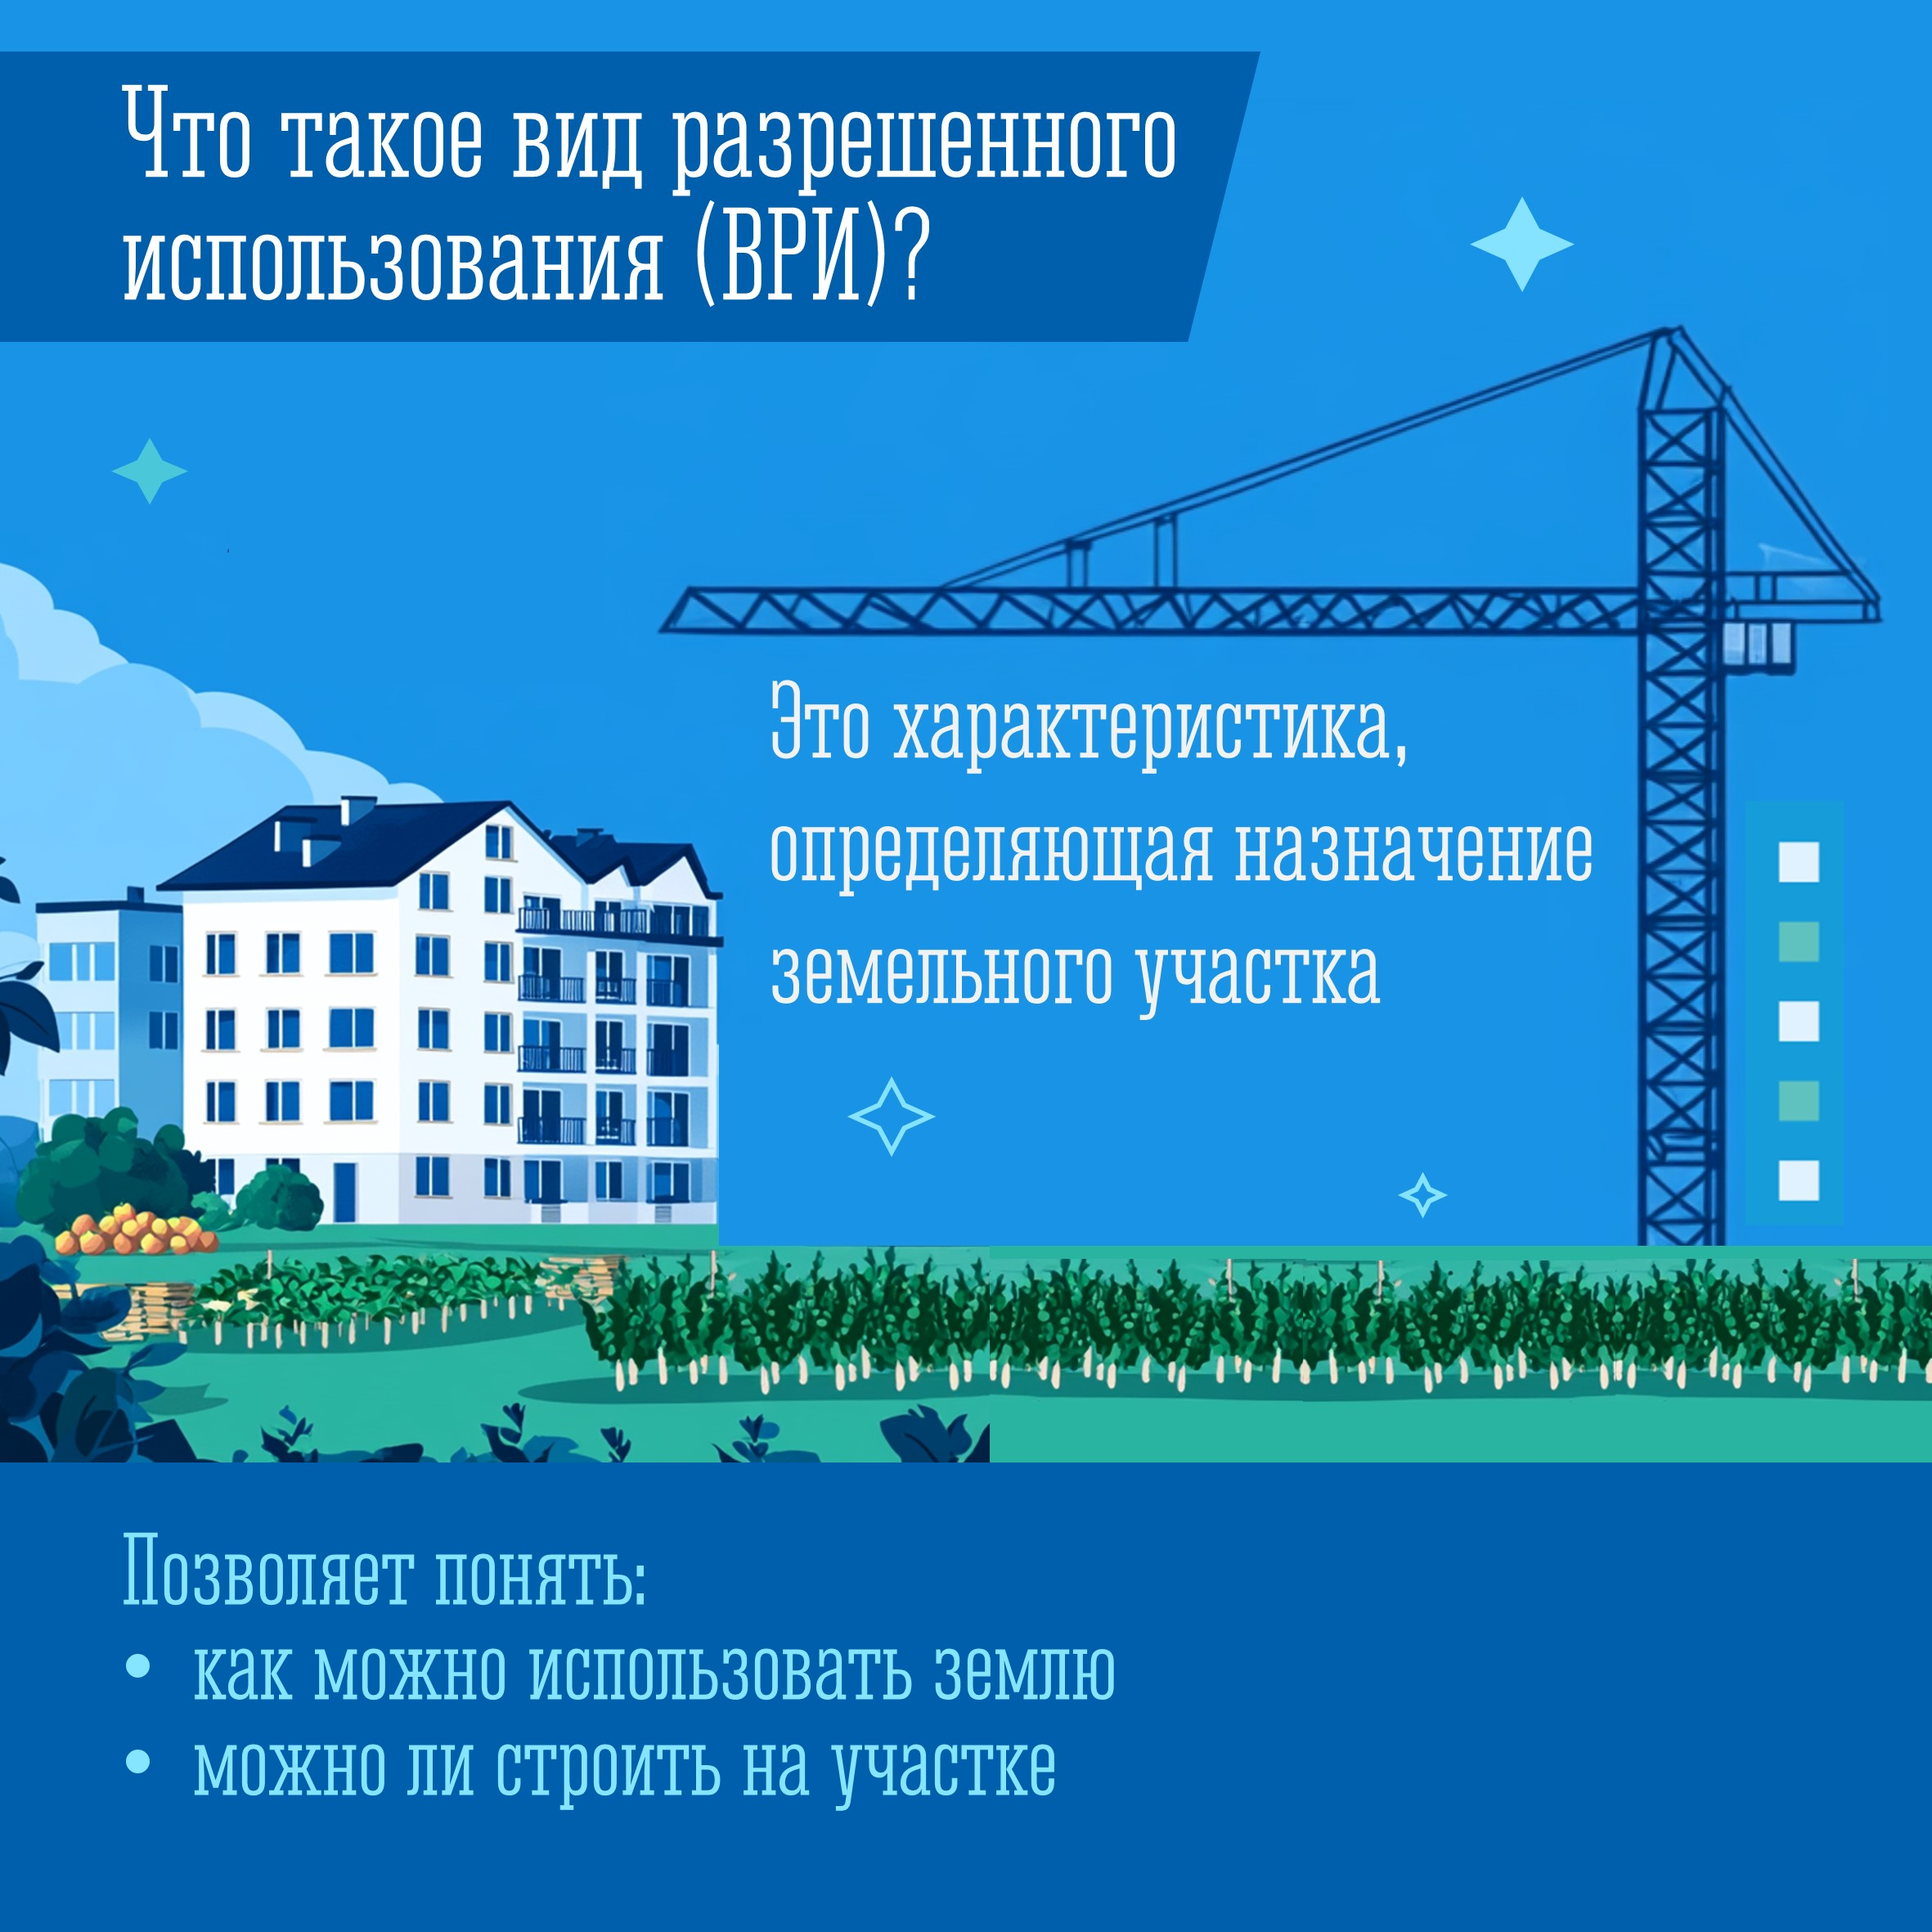 Что такое вид разрешенного
использования (ВРИ)?
Это характеристика,
определяющая назначение
земельного участка
Позволяет понять:
• как можно использовать землю
• можно ли строить на участке